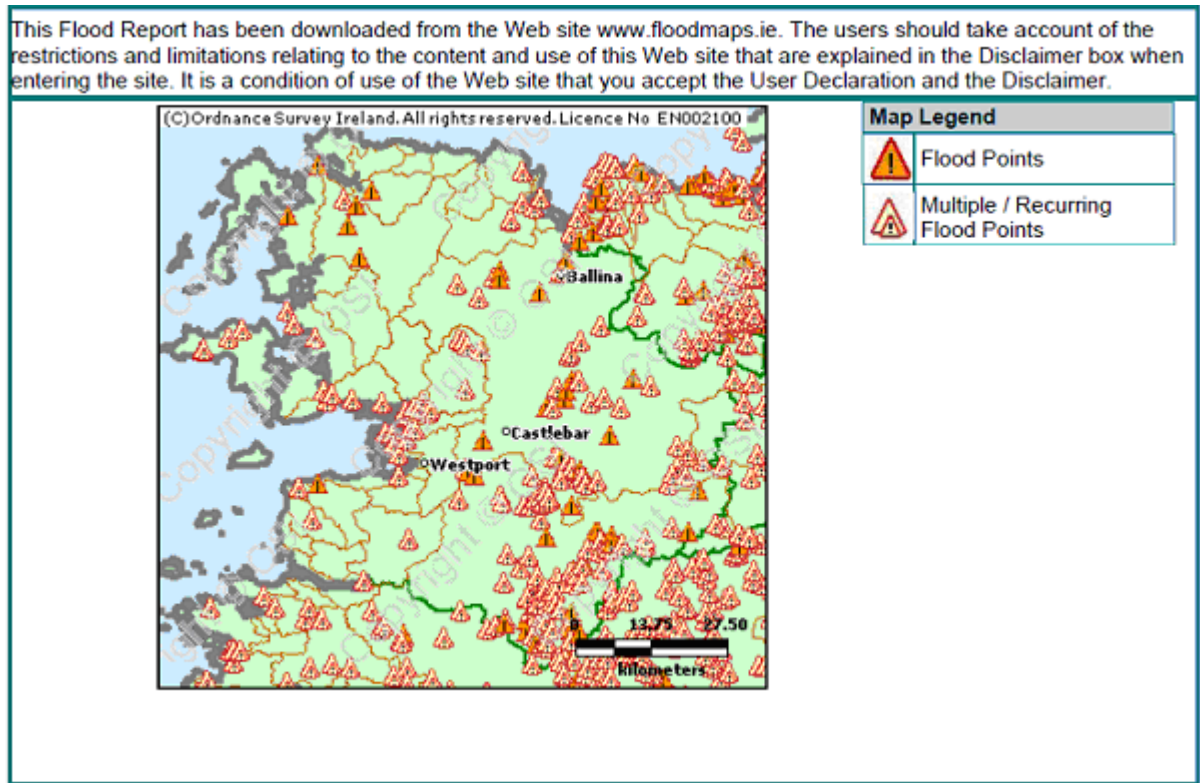 This Flood Report has been downloaded from the Web site www.floodmaps.ie. The users should take account of the
restrictions and limitations relating to the content and use of this Web site that are explained in the Disclaimer box when
entering the site. It is a condition of use of the Web site that you accept the User Declaration and the Disclaimer.
(C)Ordnance Survey Ireland. All rights reserved. Licence No EN002100
Map Legend
Flood Points
Multiple / Recurring
Flood Points
Ballina
Castlebar
Westport
0 13.75 27.50
kilometers